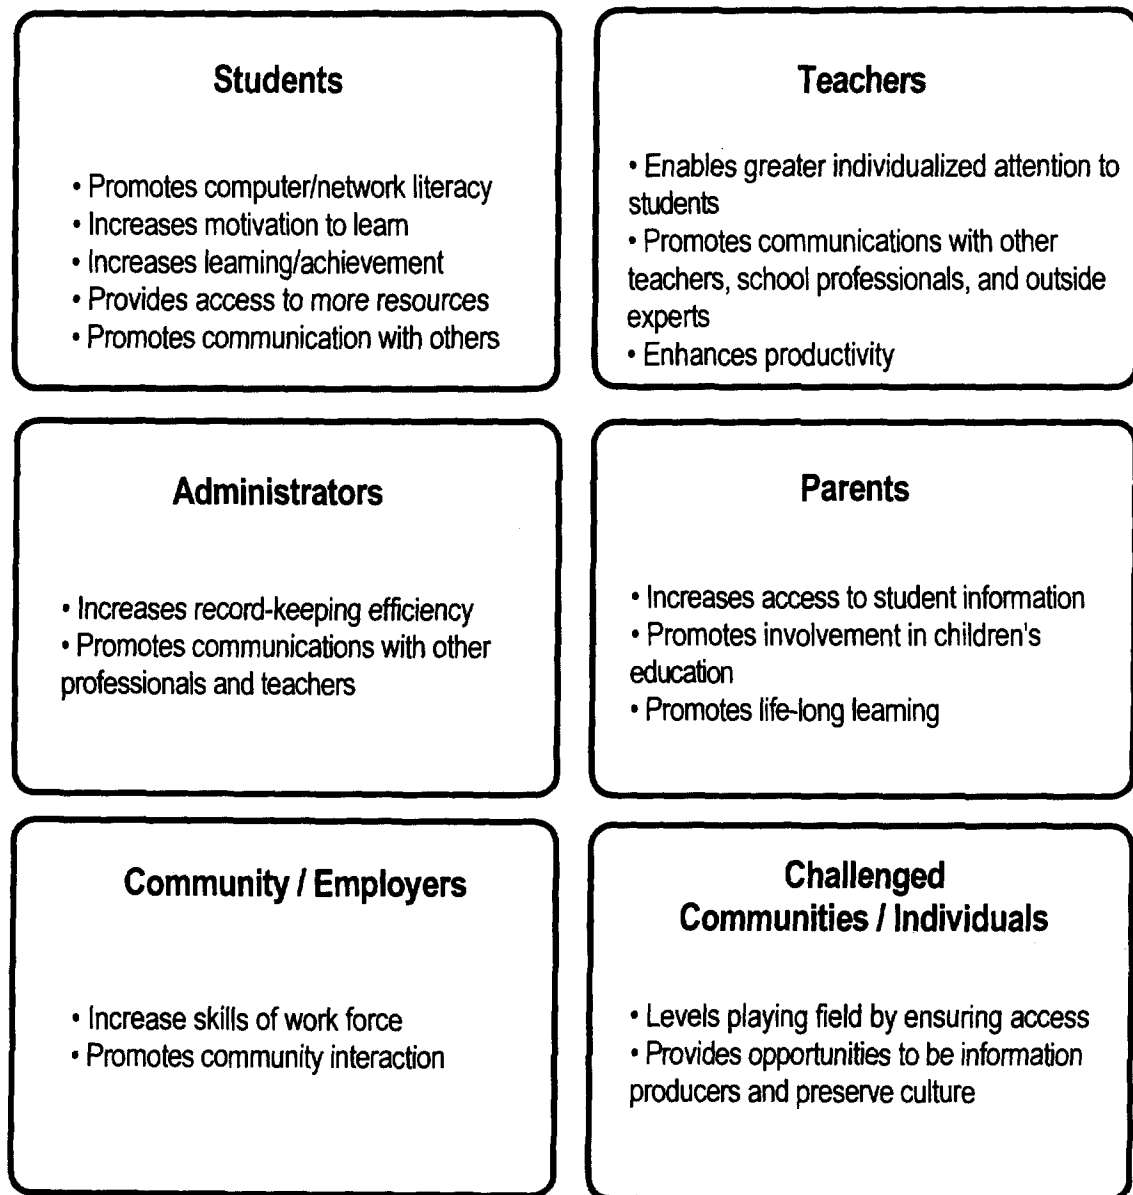 Students
• Promotes computer/network literacy
• Increases motivation to learn
• Increases learning/achievement
• Provides access to more resources
• Promotes communication with others
Teachers
• Enables greater individualized attention to
students
• Promotes communications with other
teachers, school professionals, and outside
experts
• Enhances productivity
Administrators
• Increases record-keeping efficiency
• Promotes communications with other
professionals and teachers
Parents
• Increases access to student information
• Promotes involvement in children's
education
• Promotes life-long learning
Community / Employers
• Increase skills of work force
• Promotes community interaction
Challenged
Communities / Individuals
• Levels playing field by ensuring access
• Provides opportunities to be information
producers and preserve culture